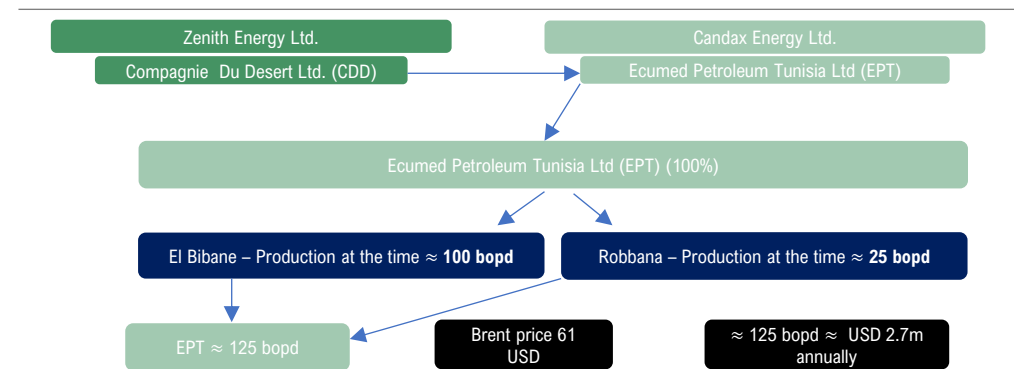 Zenith Energy Ltd.
Candax Energy Ltd.
Compagnie Du Desert Ltd. (CDD)
Ecumed Petroleum Tunisia Ltd (EPT)
Ecumed Petroleum Tunisia Ltd (EPT) (100%)
El Bibane – Production at the time ≈ 100 bopd
Robbana – Production at the time ≈ 25 bopd
EPT ≈ 125 bopd
Brent price 61
USD
≈ 125 bopd ≈ USD 2.7m
annually